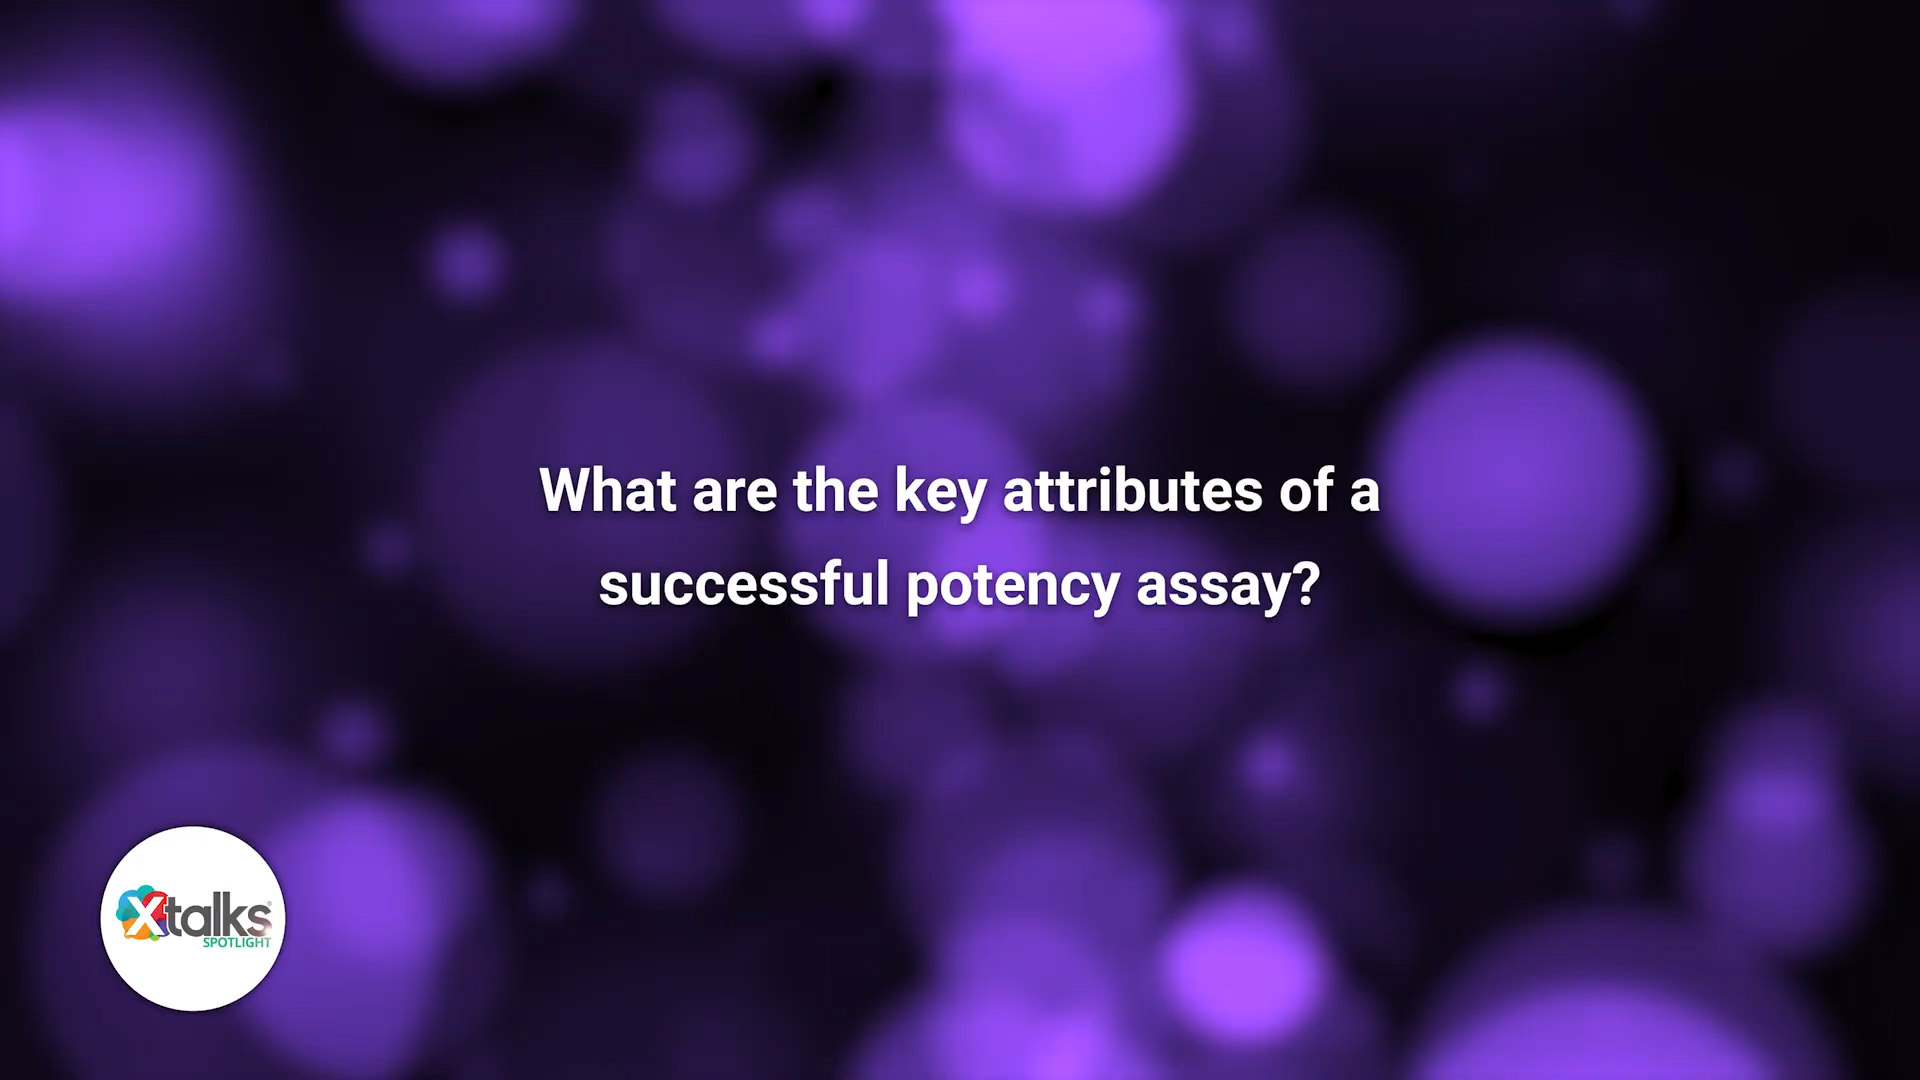 What are the key attributes of a
successful potency assay?
Xtalks
SPOTLIGHT